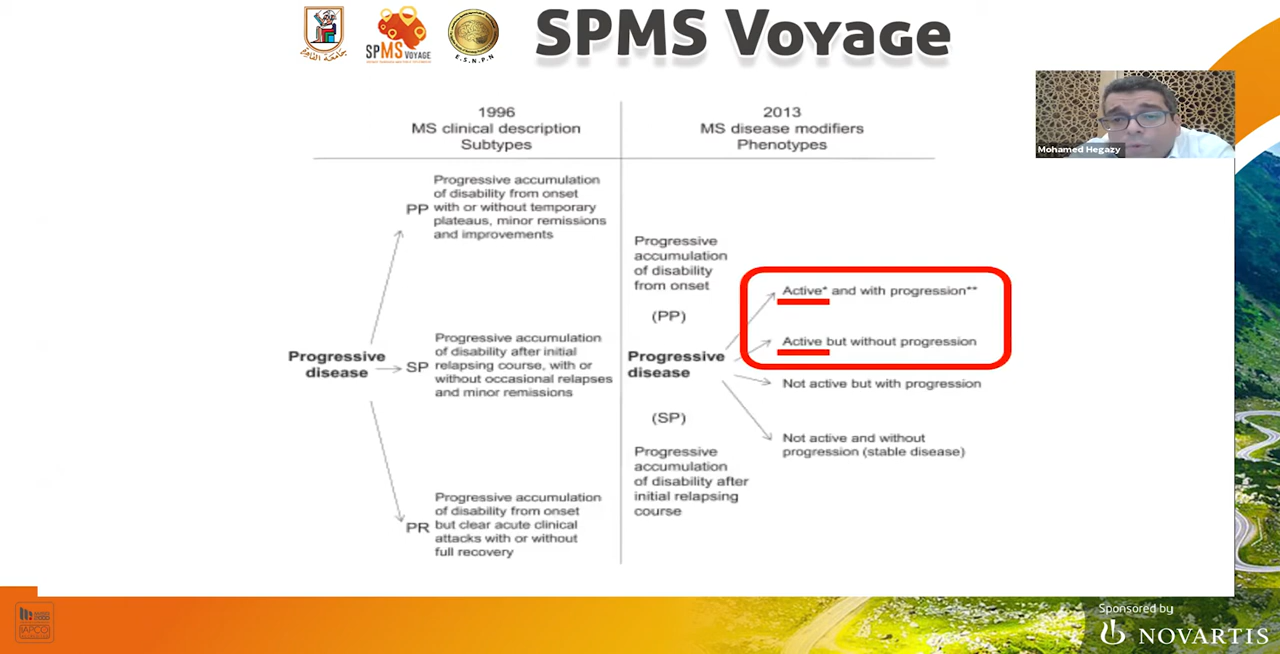 SPMS Voyage
SPMS VOYAGE
E.S.N.P.N
Mohamed Hegazy
1996
MS clinical description
Subtypes
2013
MS disease modifiers
Phenotypes
Progressive
disease
PP
Progressive accumulation
of disability from onset
with or without temporary
plateaus, minor remissions
and improvements
SP
Progressive accumulation
of disability after initial
relapsing course, with or
without occasional relapses
and minor remissions
PR
Progressive accumulation
of disability from onset
but clear acute clinical
attacks with or without
full recovery
Progressive
accumulation
of disability
from onset
(PP)
Progressive
disease
(SP)
Progressive
accumulation
of disability after
initial relapsing
course
Active* and with progression**
Active but without progression
Not active but with progression
Not active and without
progression (stable disease)
Sponsored by
NOVARTIS